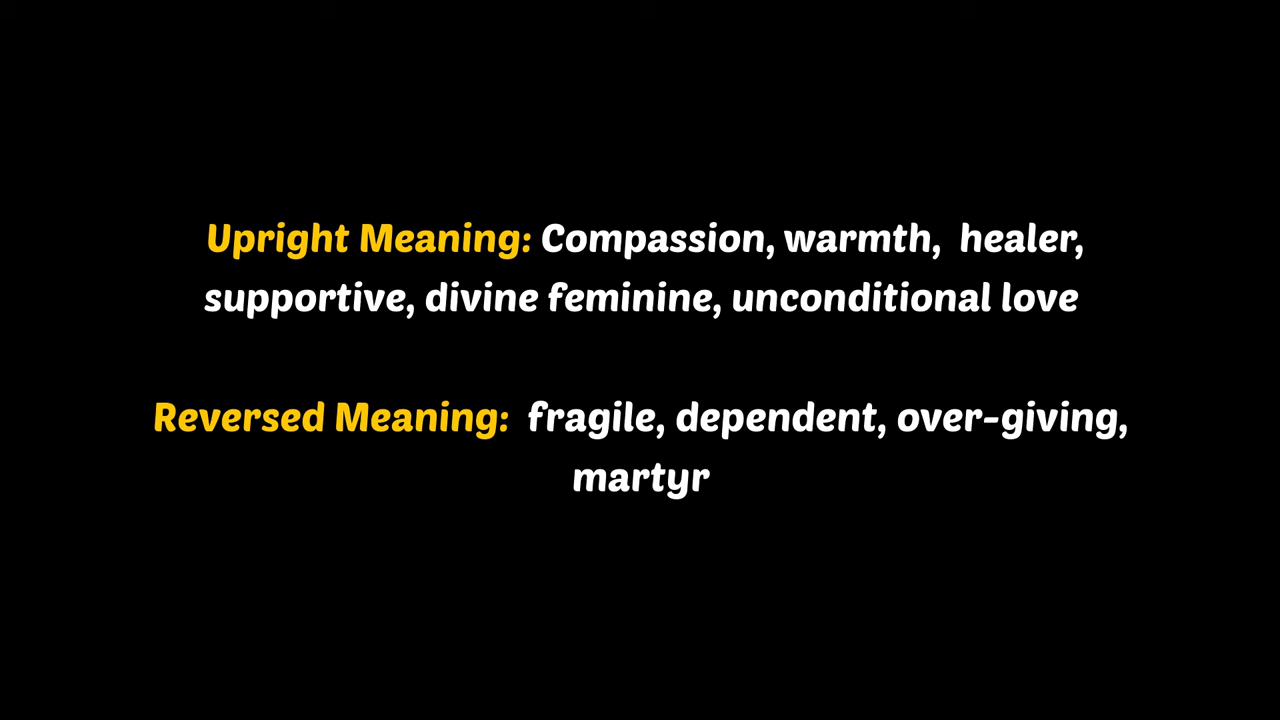 Upright Meaning: Compassion, warmth,  healer,
supportive, divine feminine, unconditional love
Reversed Meaning:  fragile, dependent, over-giving,
martyr